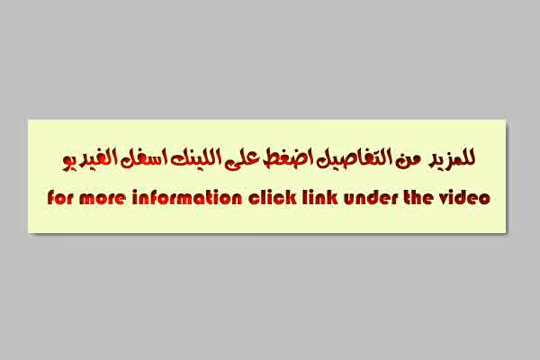 للمزيد من التفاصيل اضغط على اللينك اسفل الفيديو
for more information click link under the video